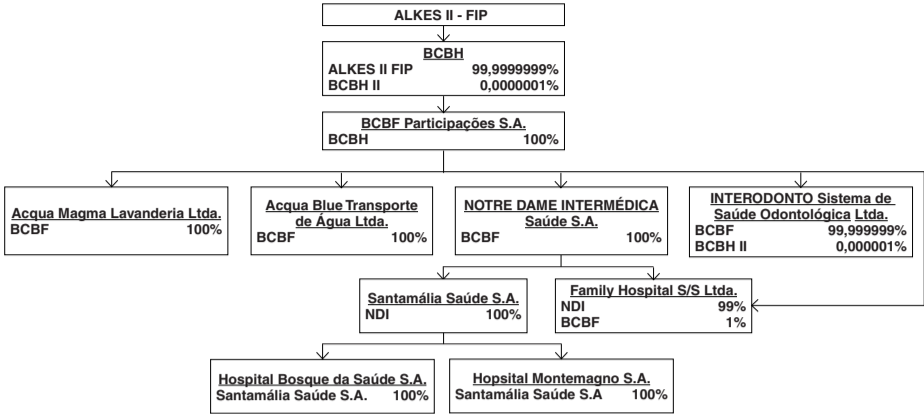 ALKES II - FIP
BCBH
ALKES II FIP 99,9999999%
BCBH II 0,0000001%
BCBF Participações S.A.
BCBH 100%
Acqua Magma Lavanderia Ltda.
BCBF 100%
Acqua Blue Transporte
de Água Ltda.
BCBF 100%
NOTRE DAME INTERMÉDICA
Saúde S.A.
BCBF 100%
INTERODONTO Sistema de
Saúde Odontológica Ltda.
BCBF 99,999999%
BCBH II 0,000001%
Santamália Saúde S.A.
NDI 100%
Family Hospital S/S Ltda.
NDI 99%
BCBF 1%
Hospital Bosque da Saúde S.A.
Santamália Saúde S.A. 100%
Hopsital Montemagno S.A.
Santamália Saúde S.A 100%